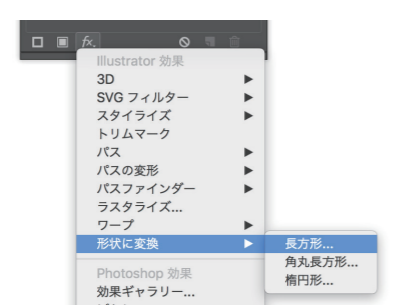 fx.
Illustrator 効果
3D
SVG フィルター
スタイライズ
トリムマーク
パス
パスの変形
パスファインダー
ラスタライズ...
ワープ
形状に変換
長方形...
角丸長方形...
楕円形...
Photoshop 効果
効果ギャラリー...